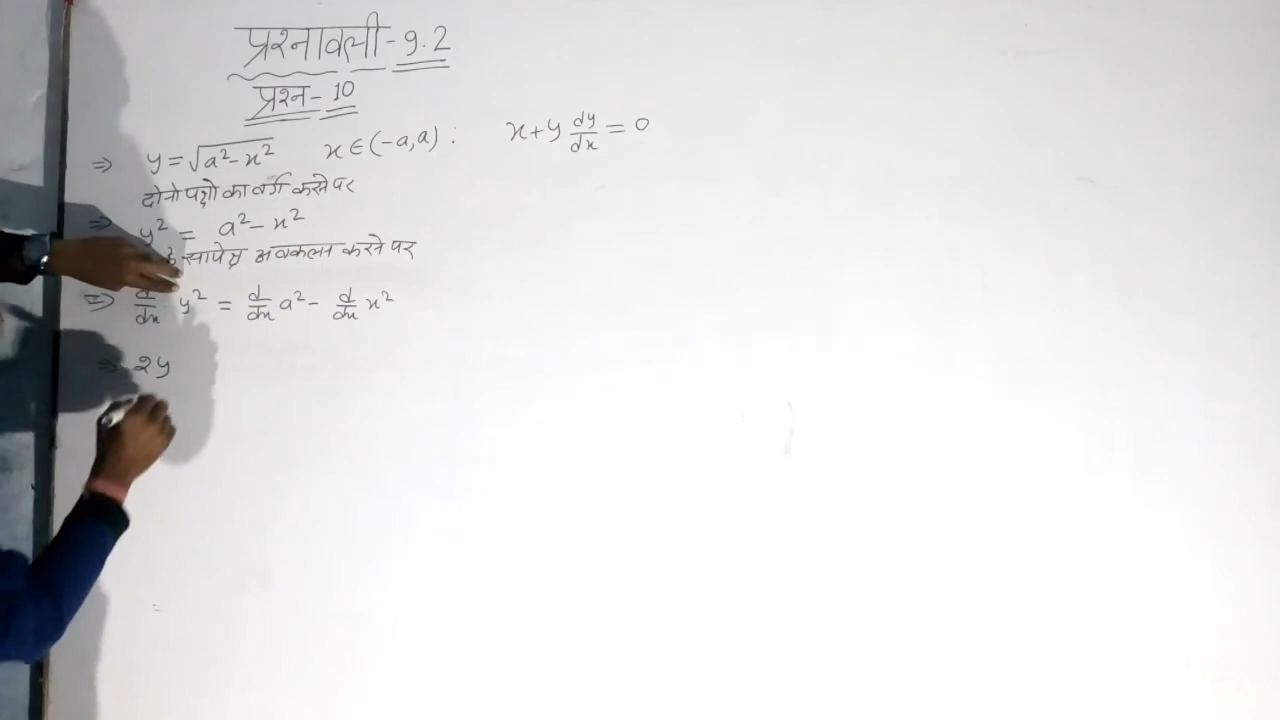 प्रश्नावली - 9.2
प्रश्न - 10
⇒ y = √a²-x² x ∈ (-a, a) : x + y dy/dx = 0
दोनो पक्षो का वर्ग करने पर
⇒ y² = a² - x²
के सापेक्ष अवकलन करने पर
⇒ d/dx y² = d/dx a² - d/dx x²
⇒ 2y